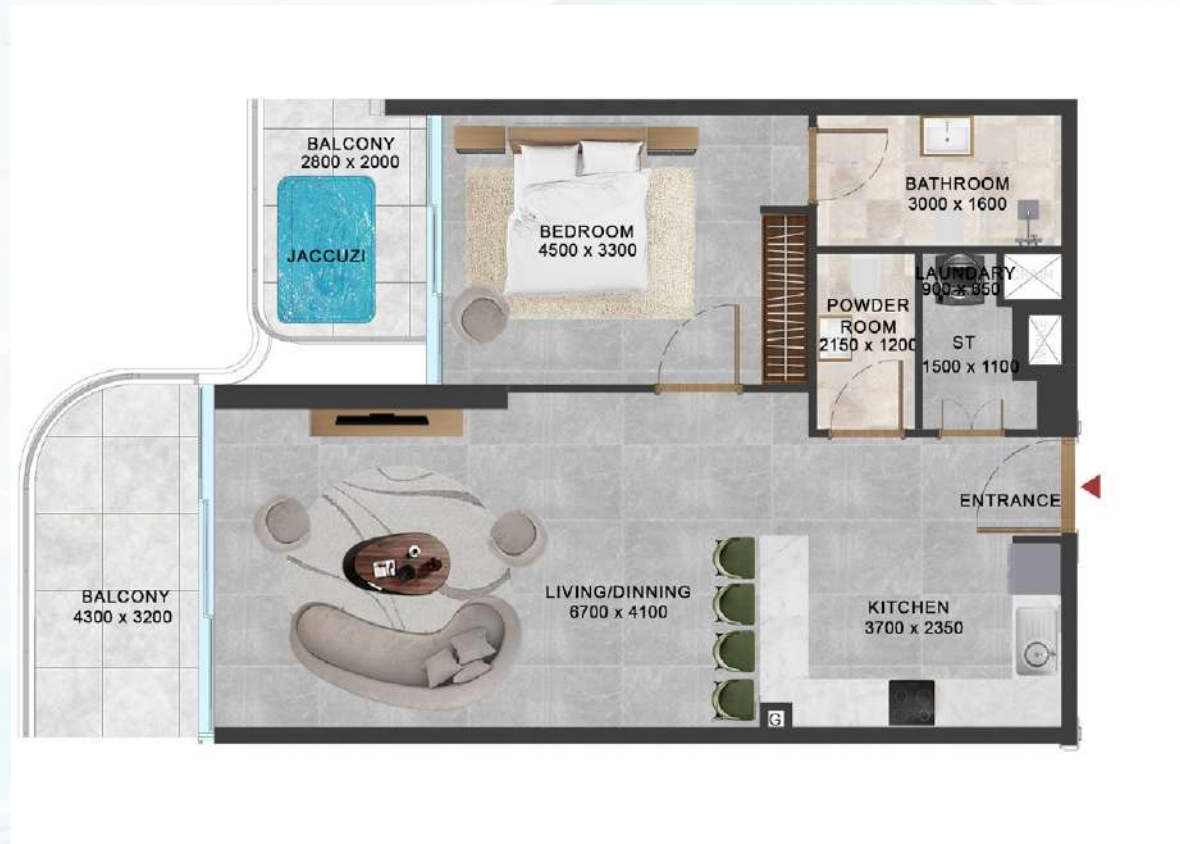 BALCONY
2800 x 2000
JACCUZI
BEDROOM
4500 x 3300
BATHROOM
3000 x 1600
LAUNDARY
900 x 850
POWDER
ROOM
2150 x 1200
ST
1500 x 1100
ENTRANCE
BALCONY
4300 x 3200
LIVING/DINNING
6700 x 4100
KITCHEN
3700 x 2350
G